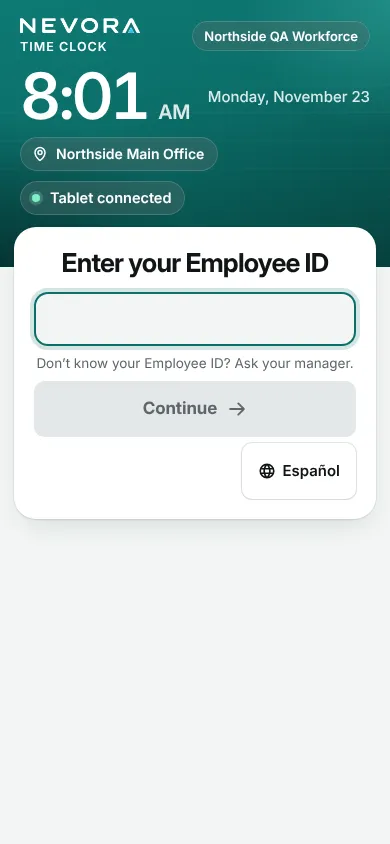 NEVORA
TIME CLOCK
Northside QA Workforce
8:01 AM
Monday, November 23
Northside Main Office
Tablet connected
Enter your Employee ID
Don’t know your Employee ID? Ask your manager.
Continue
Español